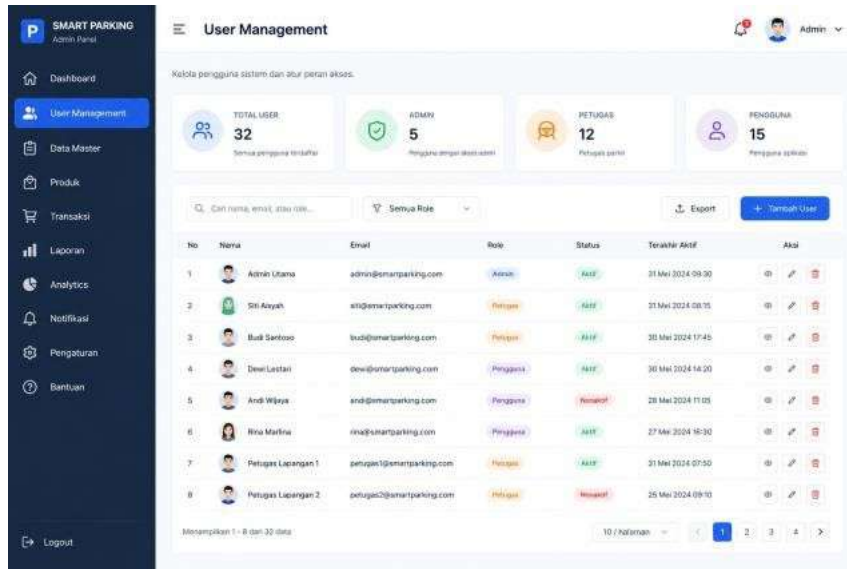 SMART PARKING
Admin Panel
User Management
Admin
Dashboard
User Management
Data Master
Produk
Transaksi
Laporan
Analytics
Notifikasi
Pengaturan
Bantuan
Logout
Kelola pengguna sistem dan atur peran akses.
TOTAL USER
32
Semua pengguna terdaftar
ADMIN
5
Pengguna dengan akses admin
PETUGAS
12
Petugas parkir
PENGGUNA
15
Pengguna aplikasi
Cari nama, email, atau role...
Semua Role
Export
+ Tambah User
No Nama Email Role Status Terakhir Aktif Aksi
1 Admin Utama admin@smartparking.com Admin Aktif 31 Mei 2024 09:30
2 Siti Aisyah siti@smartparking.com Petugas Aktif 31 Mei 2024 08:15
3 Budi Santoso budi@smartparking.com Petugas Aktif 30 Mei 2024 17:45
4 Dewi Lestari dewi@smartparking.com Pengguna Aktif 30 Mei 2024 14:20
5 Andi Wijaya andi@smartparking.com Pengguna Nonaktif 28 Mei 2024 11:05
6 Rina Marlina rina@smartparking.com Pengguna Aktif 27 Mei 2024 16:30
7 Petugas Lapangan 1 petugas1@smartparking.com Petugas Aktif 31 Mei 2024 07:50
8 Petugas Lapangan 2 petugas2@smartparking.com Petugas Nonaktif 25 Mei 2024 09:10
Menampilkan 1 - 8 dari 32 data
10 / halaman
1 2 3 4